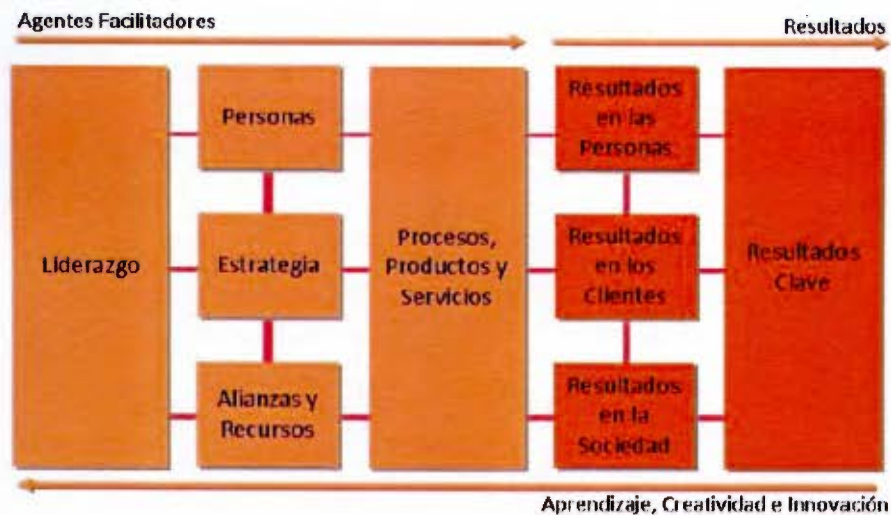 Agentes Facilitadores
Resultados
Liderazgo
Personas
Estrategia
Alianzas y
Recursos
Procesos,
Productos y
Servicios
Resultados
en las
Personas
Resultados
en los
Clientes
Resultados
en la
Sociedad
Resultados
Clave
Aprendizaje, Creatividad e Innovación